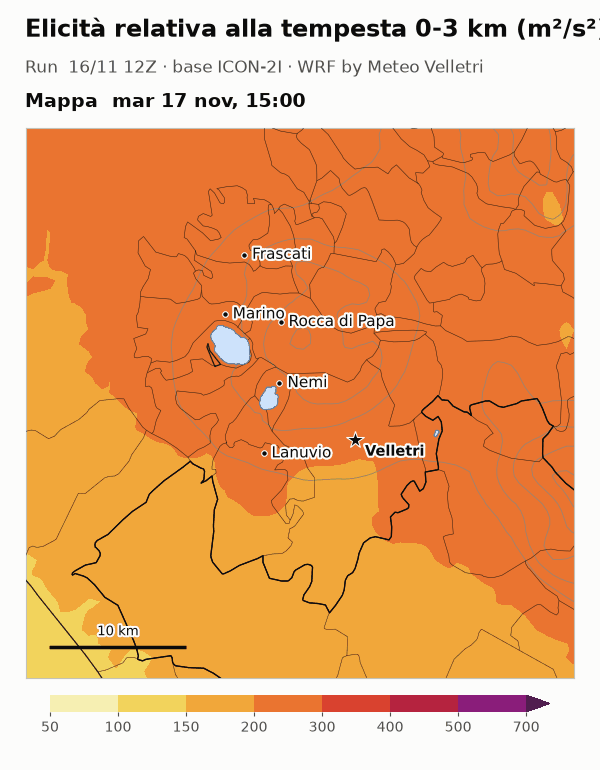 Elicità relativa alla tempesta 0-3 km (m²/s²)
Run 16/11 12Z · base ICON-2I · WRF by Meteo Velletri
Mappa mar 17 nov, 15:00
Frascati
Marino
Rocca di Papa
Nemi
Velletri
Lanuvio
10 km
50 100 150 200 300 400 500 700